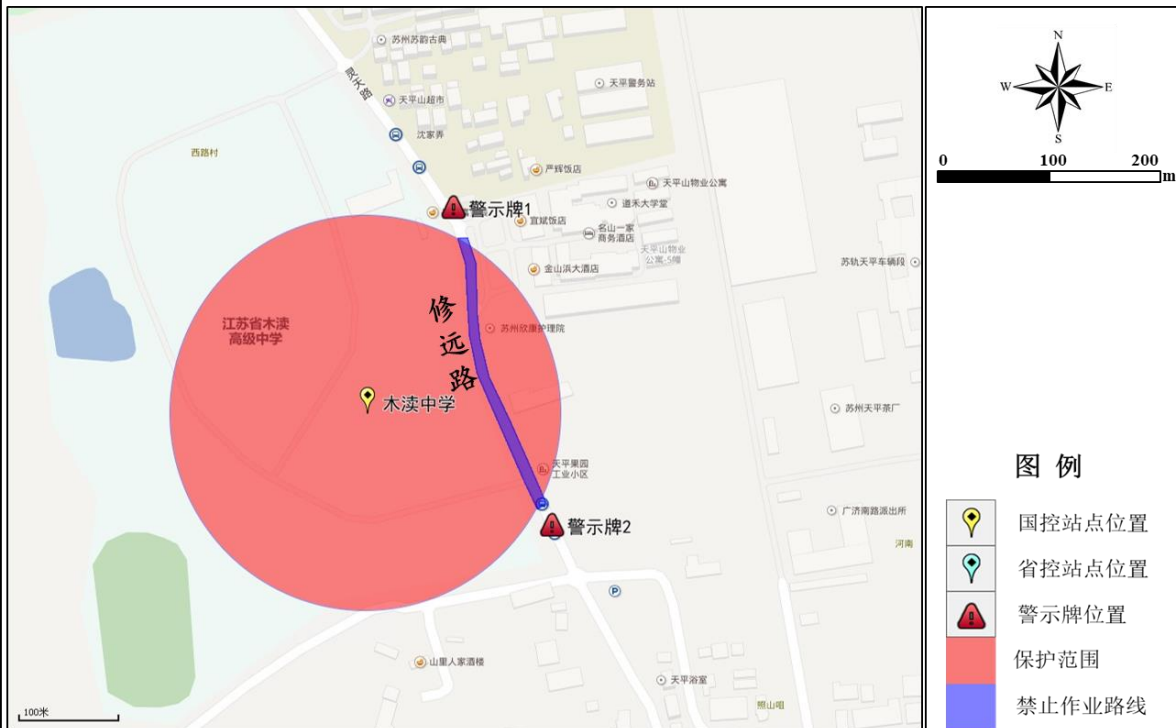 苏州苏韵古典
灵天路
天平警务站
天平山超市
沈家弄
西路村
严辉饭店
天平山物业公寓
警示牌1
道禾大学堂
宜斌饭店
名山一家
商务酒店
天平山物业
公寓-5幢
金山浜大酒店
苏轨天平车辆段
修远路
江苏省木渎
高级中学
苏州欣康护理院
木渎中学
苏州天平茶厂
天平果园
工业小区
警示牌2
广济南路派出所
河南
P
山里人家酒楼
天平浴室
照山咀
100米
N
W E
S
0 100 200
m
图 例
国控站点位置
省控站点位置
警示牌位置
保护范围
禁止作业路线